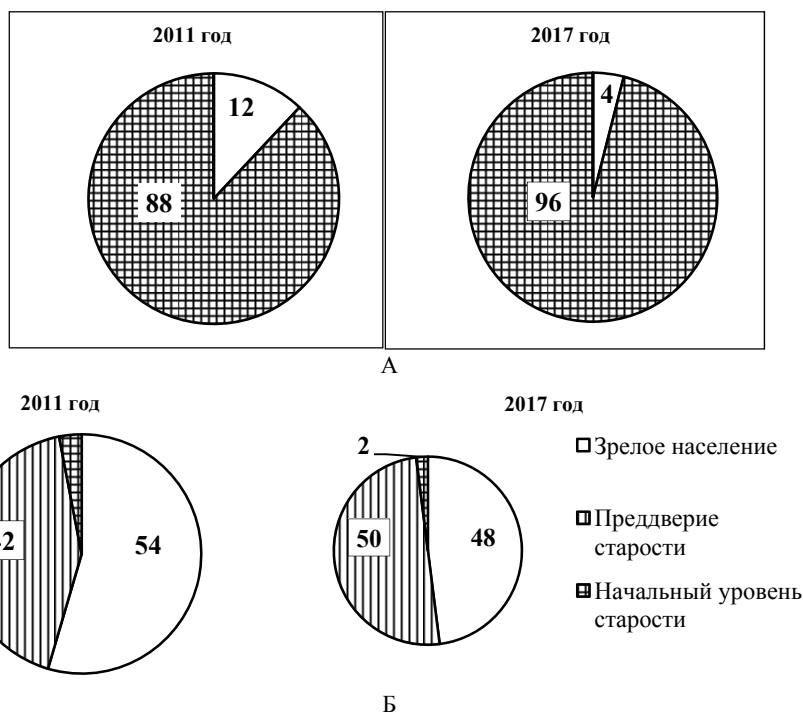 2011 год
2017 год
12
4
88
96
А
2011 год
2017 год
2
54
50
48
Зрелое население
Преддверие
старости
Начальный уровень
старости
Б